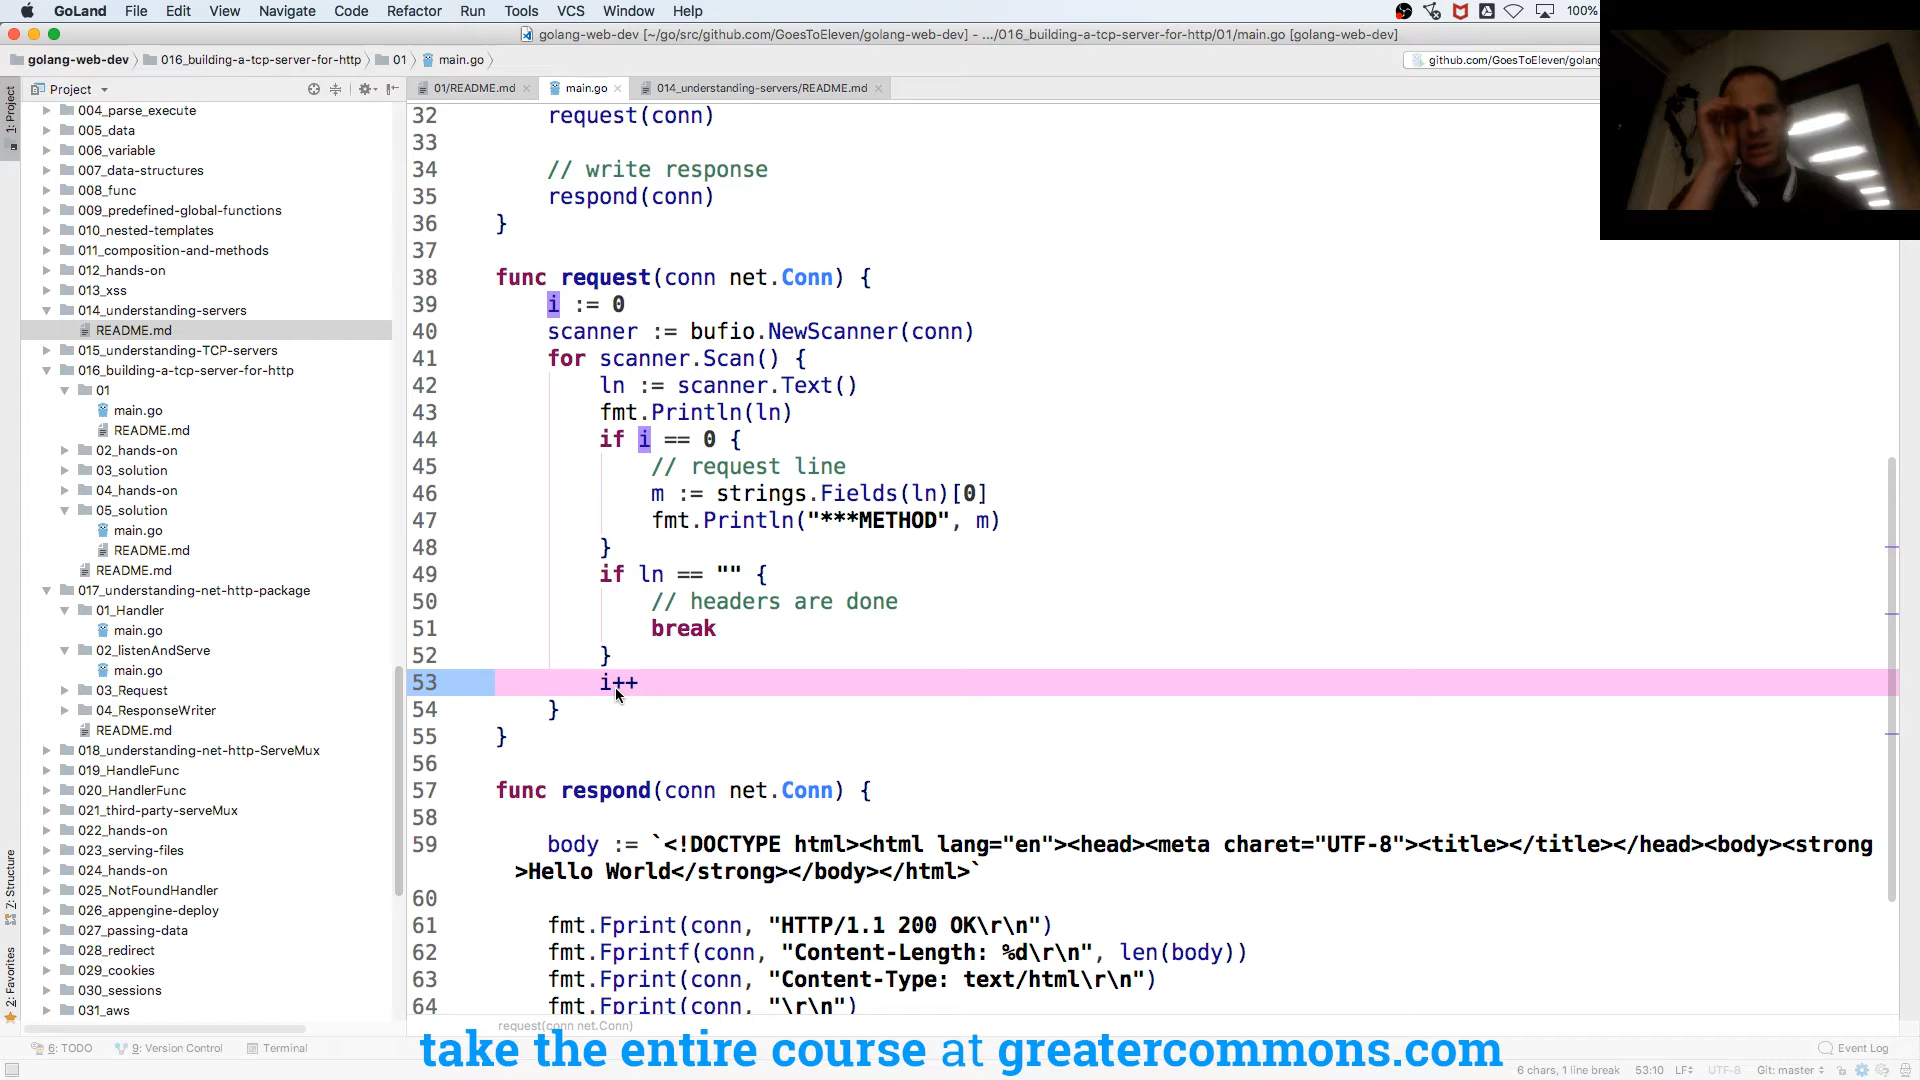 GoLand File Edit View Navigate Code Refactor Run Tools VCS Window Help 100%
golang-web-dev [~/go/src/github.com/GoesToEleven/golang-web-dev] - .../016_building-a-tcp-server-for-http/01/main.go [golang-web-dev]
golang-web-dev 016_building-a-tcp-server-for-http 01 main.go github.com/GoesToEleven/golang
Project 01/README.md main.go 014_understanding-servers/README.md
1: Project
7: Structure
2: Favorites
004_parse_execute
005_data
006_variable
007_data-structures
008_func
009_predefined-global-functions
010_nested-templates
011_composition-and-methods
012_hands-on
013_xss
014_understanding-servers
README.md
015_understanding-TCP-servers
016_building-a-tcp-server-for-http
01
main.go
README.md
02_hands-on
03_solution
04_hands-on
05_solution
main.go
README.md
README.md
017_understanding-net-http-package
01_Handler
main.go
02_listenAndServe
main.go
03_Request
04_ResponseWriter
README.md
018_understanding-net-http-ServeMux
019_HandleFunc
020_HandlerFunc
021_third-party-serveMux
022_hands-on
023_serving-files
024_hands-on
025_NotFoundHandler
026_appengine-deploy
027_passing-data
028_redirect
029_cookies
030_sessions
031_aws
32 request(conn)
33
34 // write response
35 respond(conn)
36 }
37
38 func request(conn net.Conn) {
39 i := 0
40 scanner := bufio.NewScanner(conn)
41 for scanner.Scan() {
42 ln := scanner.Text()
43 fmt.Println(ln)
44 if i == 0 {
45 // request line
46 m := strings.Fields(ln)[0]
47 fmt.Println("***METHOD", m)
48 }
49 if ln == "" {
50 // headers are done
51 break
52 }
53 i++
54 }
55 }
56
57 func respond(conn net.Conn) {
58
59 body := `<!DOCTYPE html><html lang="en"><head><meta charet="UTF-8"><title></title></head><body><strong
>Hello World</strong></body></html>`
60
61 fmt.Fprint(conn, "HTTP/1.1 200 OK\r\n")
62 fmt.Fprintf(conn, "Content-Length: %d\r\n", len(body))
63 fmt.Fprint(conn, "Content-Type: text/html\r\n")
64 fmt.Fprint(conn, "\r\n")
request(conn net.Conn)
6: TODO 9: Version Control Terminal Event Log
take the entire course at greatercommons.com
6 chars, 1 line break 53:10 LF UTF-8 Git: master